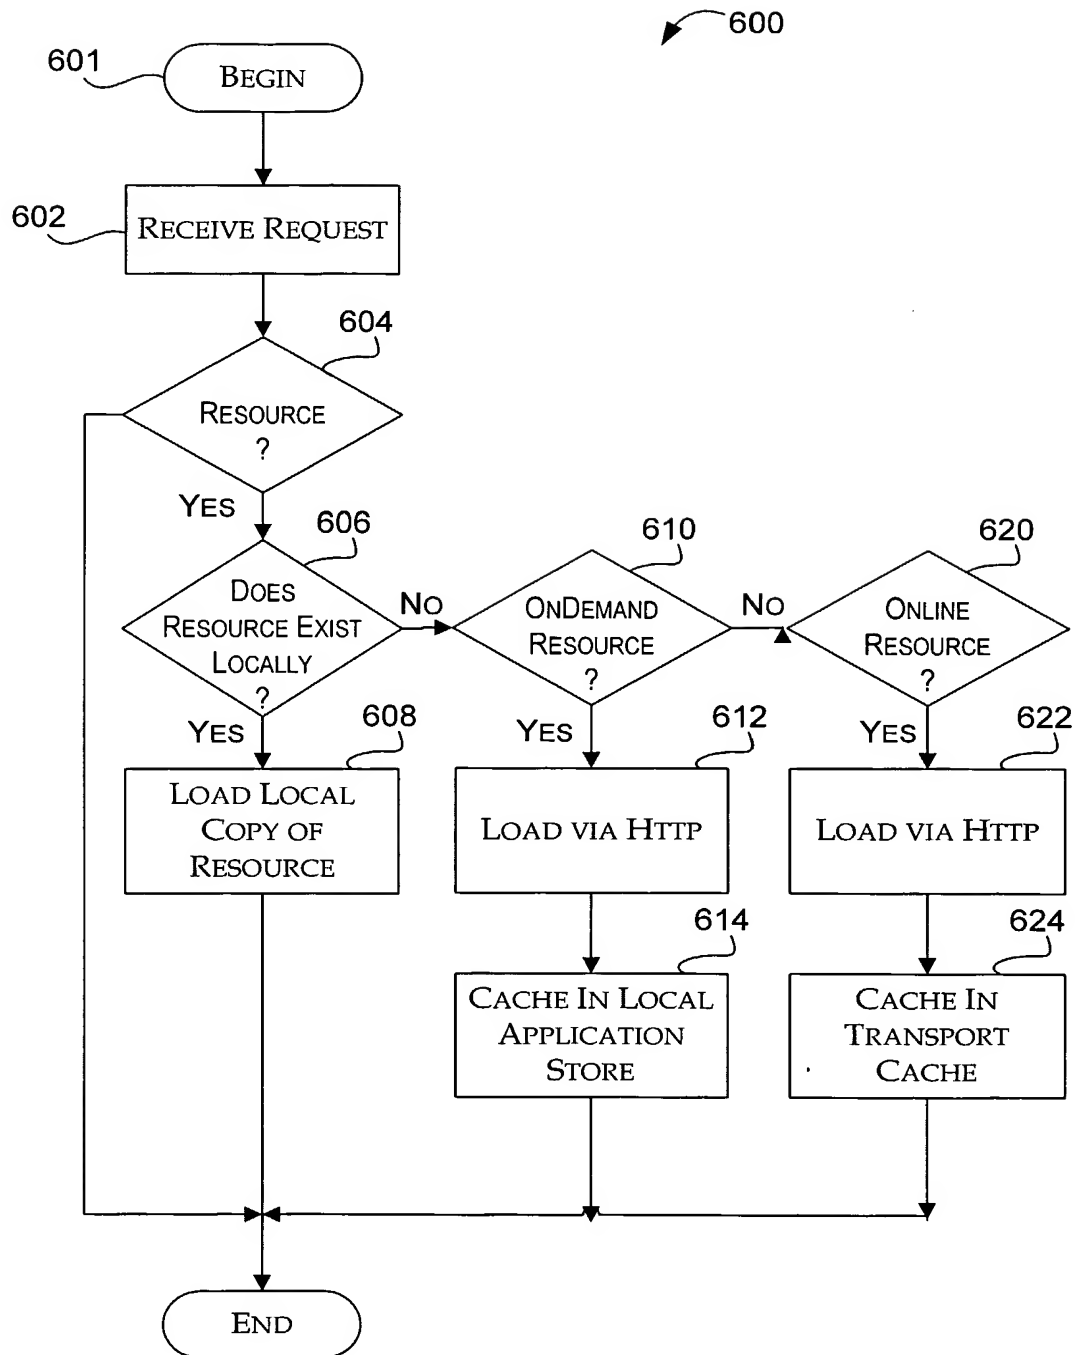 600
601
BEGIN
602
RECEIVE REQUEST
604
RESOURCE
?
YES
606
610
620
DOES
RESOURCE EXIST
LOCALLY
?
NO
ONDEMAND
RESOURCE
?
NO
ONLINE
RESOURCE
?
YES
608
YES
612
YES
622
LOAD LOCAL
COPY OF
RESOURCE
LOAD VIA HTTP
LOAD VIA HTTP
614
624
CACHE IN LOCAL
APPLICATION
STORE
CACHE IN
TRANSPORT
CACHE
END